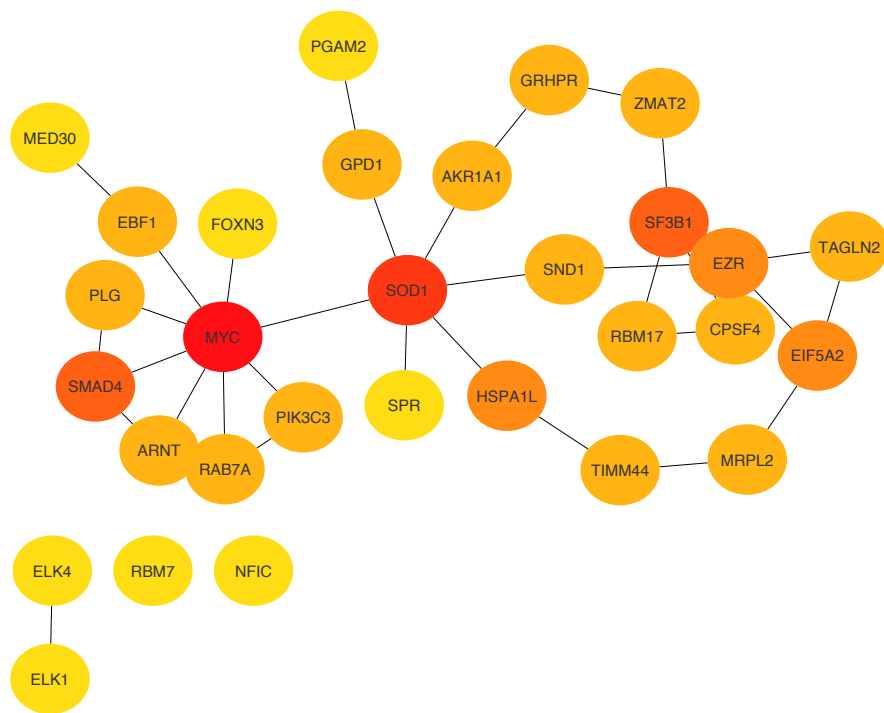 PGAM2
GRHPR
ZMAT2
MED30
GPD1
AKR1A1
EBF1
FOXN3
SF3B1
TAGLN2
EZR
SND1
SOD1
PLG
MYC
RBM17
CPSF4
EIF5A2
SMAD4
HSPA1L
SPR
PIK3C3
ARNT
RAB7A
TIMM44
MRPL2
ELK4
RBM7
NFIC
ELK1